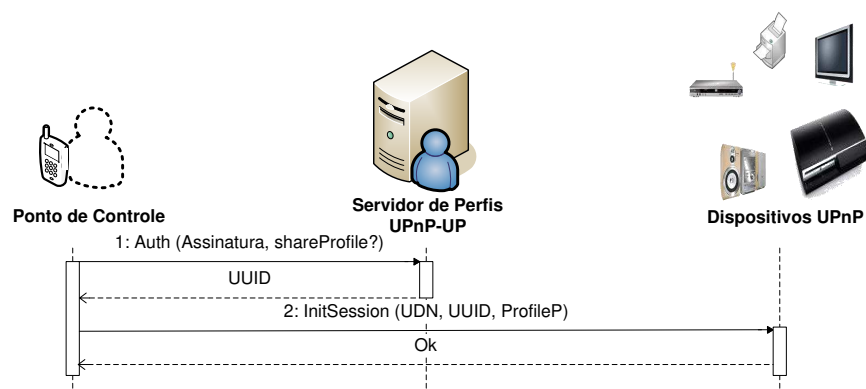 Ponto de Controle
Servidor de Perfis
UPnP-UP
Dispositivos UPnP
1: Auth (Assinatura, shareProfile?)
UUID
2: InitSession (UDN, UUID, ProfileP)
Ok